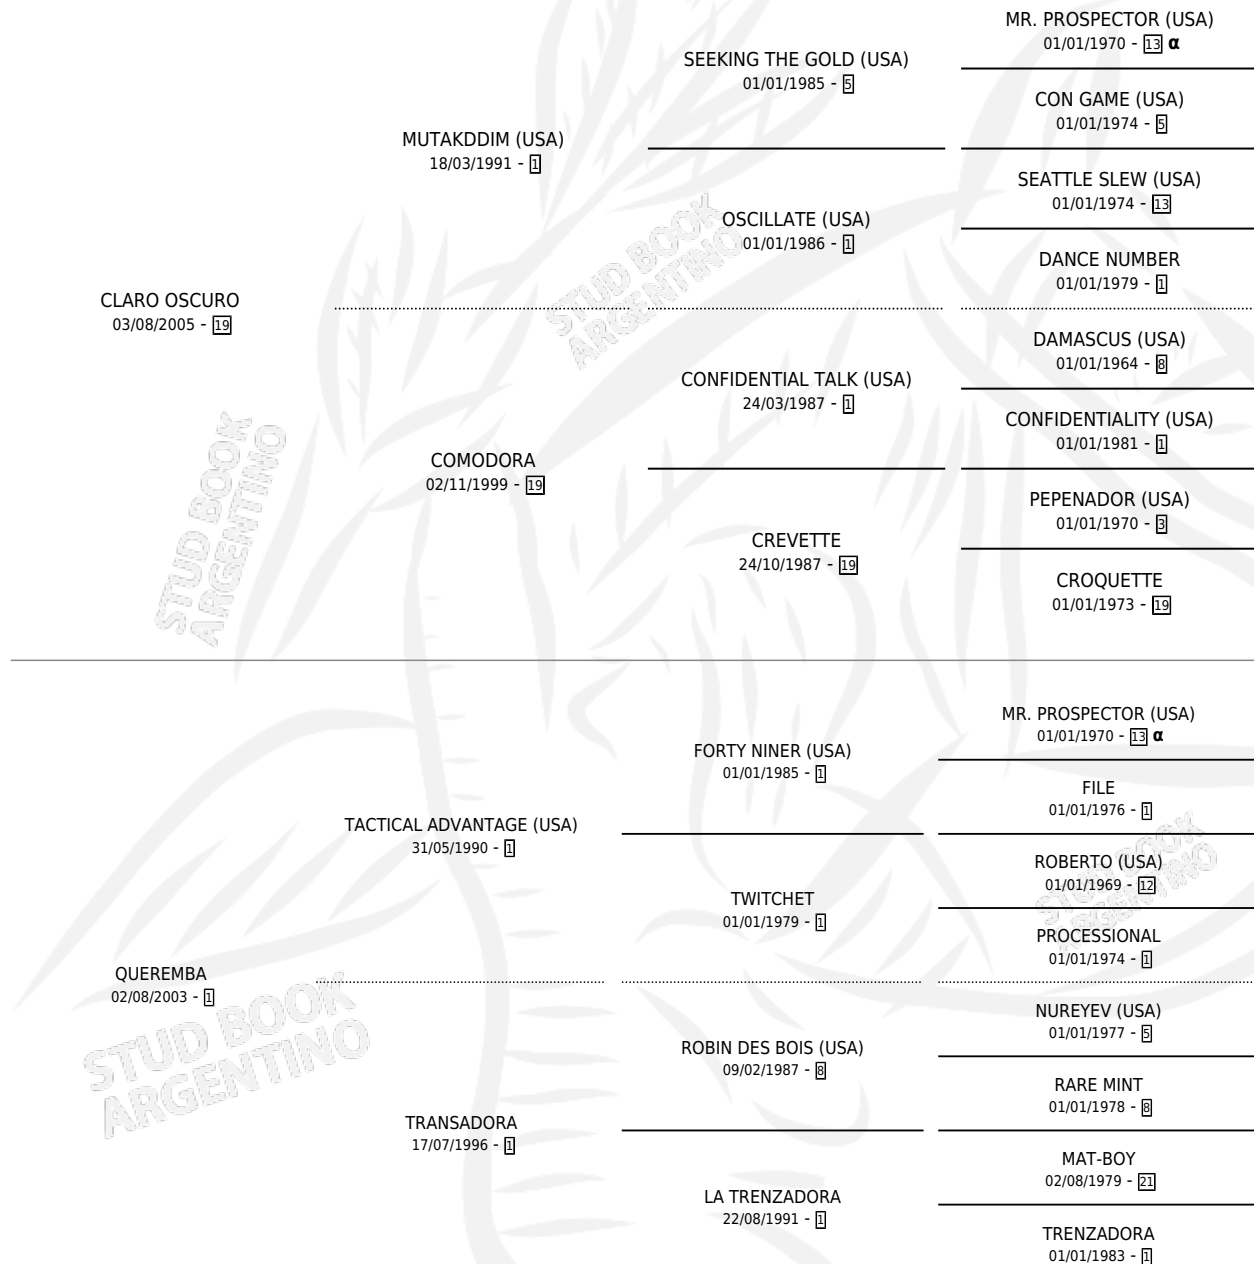 MR. PROSPECTOR (USA)
01/01/1970 - 13 α
SEEKING THE GOLD (USA)
01/01/1985 - 5
CON GAME (USA)
01/01/1974 - 5
MUTAKDDIM (USA)
18/03/1991 - 1
SEATTLE SLEW (USA)
01/01/1974 - 13
OSCILLATE (USA)
01/01/1986 - 1
DANCE NUMBER
01/01/1979 - 1
CLARO OSCURO
03/08/2005 - 19
DAMASCUS (USA)
01/01/1964 - 8
CONFIDENTIAL TALK (USA)
24/03/1987 - 1
CONFIDENTIALITY (USA)
01/01/1981 - 1
COMODORA
02/11/1999 - 19
PEPENADOR (USA)
01/01/1970 - 3
CREVETTE
24/10/1987 - 19
CROQUETTE
01/01/1973 - 19
MR. PROSPECTOR (USA)
01/01/1970 - 13 α
FORTY NINER (USA)
01/01/1985 - 1
FILE
01/01/1976 - 1
TACTICAL ADVANTAGE (USA)
31/05/1990 - 1
ROBERTO (USA)
01/01/1969 - 12
TWITCHET
01/01/1979 - 1
PROCESSIONAL
01/01/1974 - 1
QUEREMBA
02/08/2003 - 1
NUREYEV (USA)
01/01/1977 - 5
ROBIN DES BOIS (USA)
09/02/1987 - 8
RARE MINT
01/01/1978 - 8
TRANSADORA
17/07/1996 - 1
MAT-BOY
02/08/1979 - 21
LA TRENZADORA
22/08/1991 - 1
TRENZADORA
01/01/1983 - 1
STUD BOOK
ARGENTINO
STUD BOOK
ARGENTINO
STUD BOOK
ARGENTINO
STUD BOOK
ARGENTINO